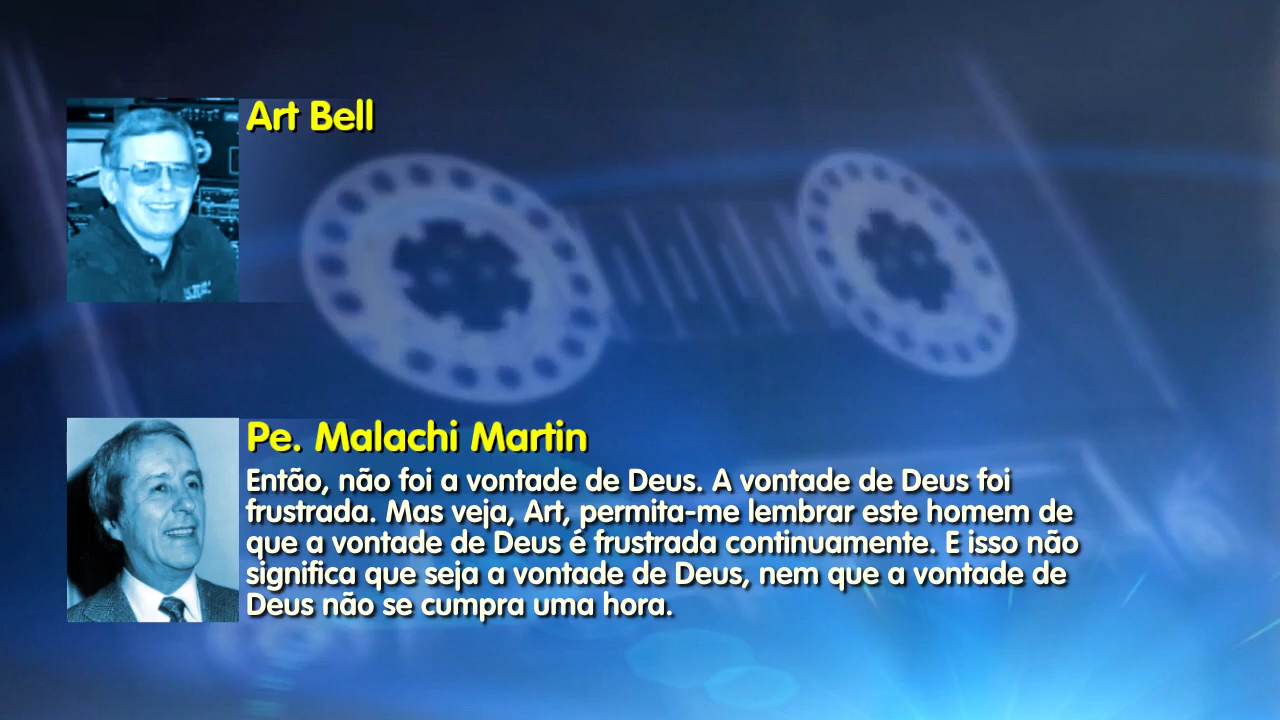 Art Bell
Pe. Malachi Martin
Então, não foi a vontade de Deus. A vontade de Deus foi
frustrada. Mas veja, Art, permita-me lembrar este homem de
que a vontade de Deus é frustrada continuamente. E isso não
significa que seja a vontade de Deus, nem que a vontade de
Deus não se cumpra uma hora.